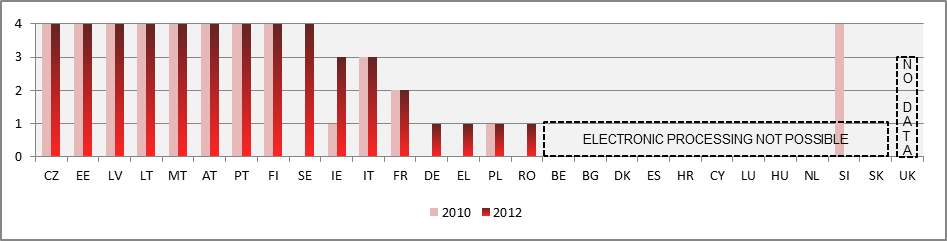 4
3
2
1
0
ELECTRONIC PROCESSING NOT POSSIBLE
NO DATA
CZ EE LV LT MT AT PT FI SE IE IT FR DE EL PL RO BE BG DK ES HR CY LU HU NL SI SK UK
2010 2012